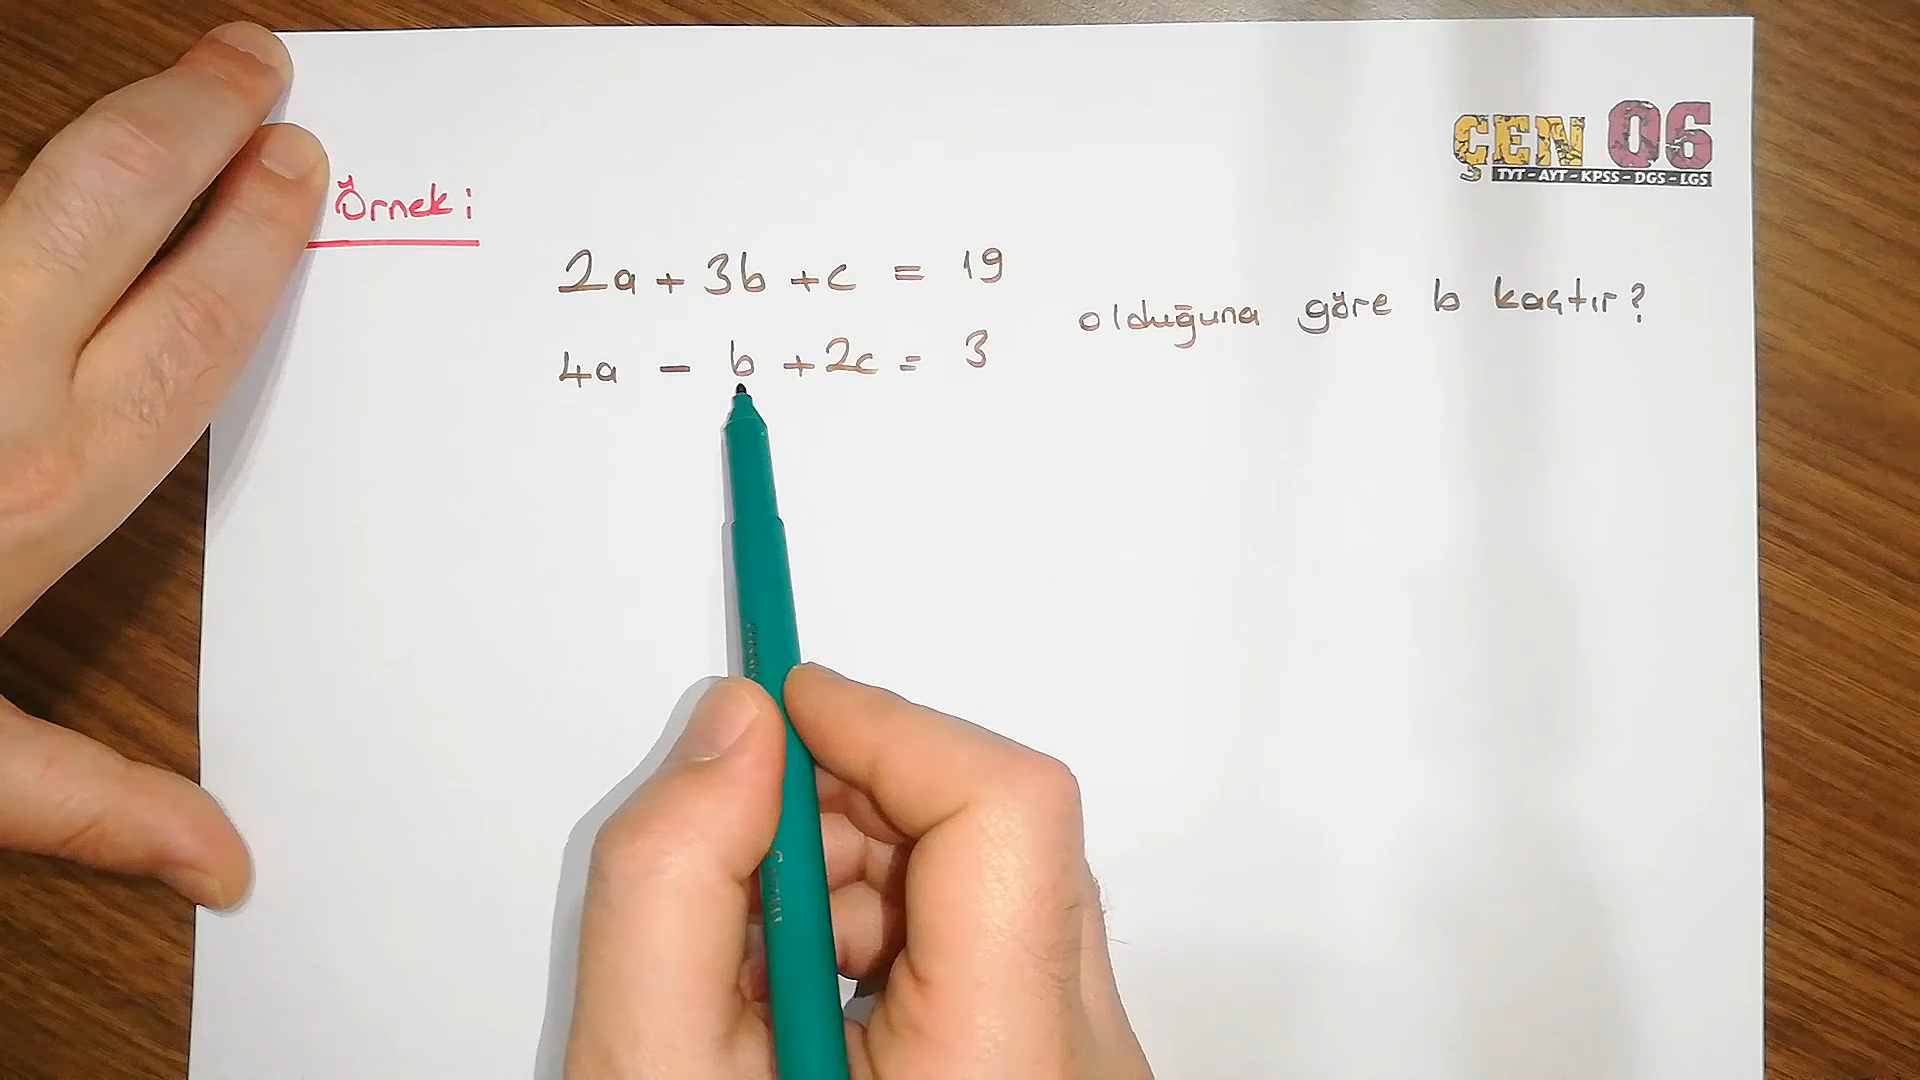 ÇEN 06
TYT - AYT - KPSS - DGS - LGS
Örnek :
2a + 3b + c = 19
4a - b + 2c = 3
olduğuna göre b kaçtır?